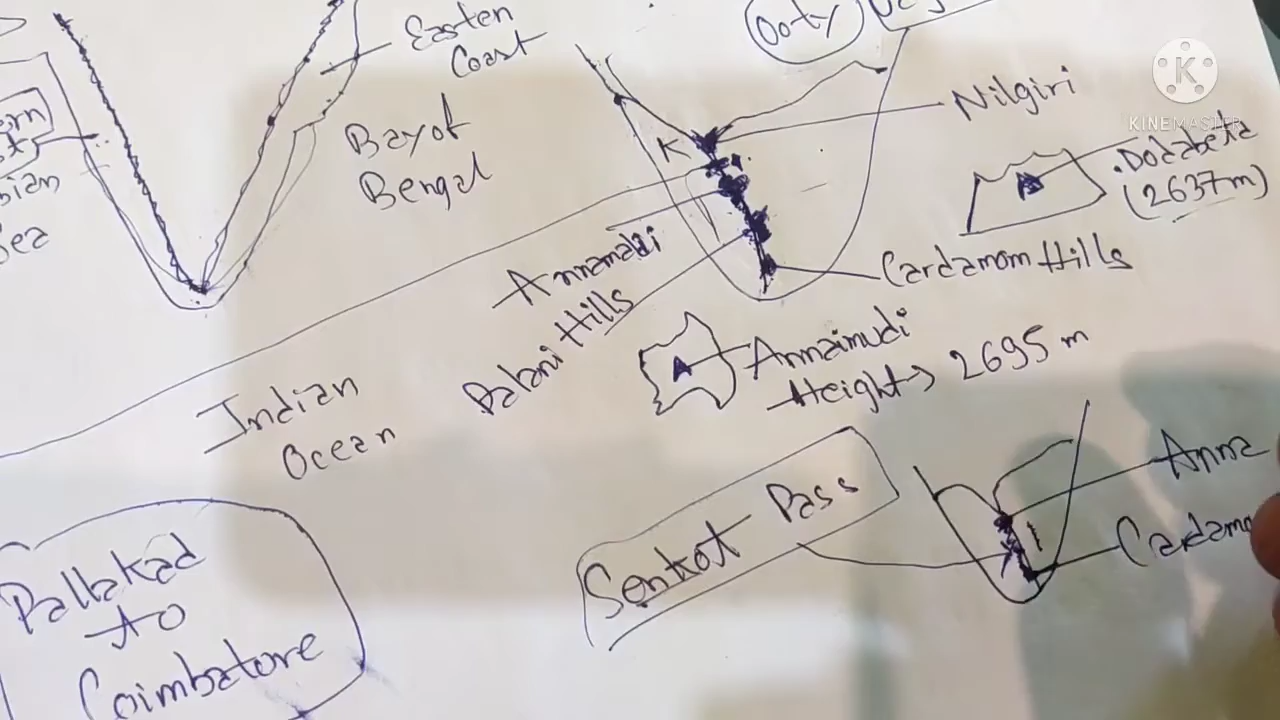 Easten
Coast
Ooty
Nilgiri
K
KINEMASTER
Bay of
Bengal
.Dodabeta
(2637m)
K
Annamalai
Cardamom Hills
Palani Hills
Annaimudi
Height → 2695 m
Indian
Ocean
Senkot Pass
Anna
Cardamo
Pallakad
to
Coimbatore